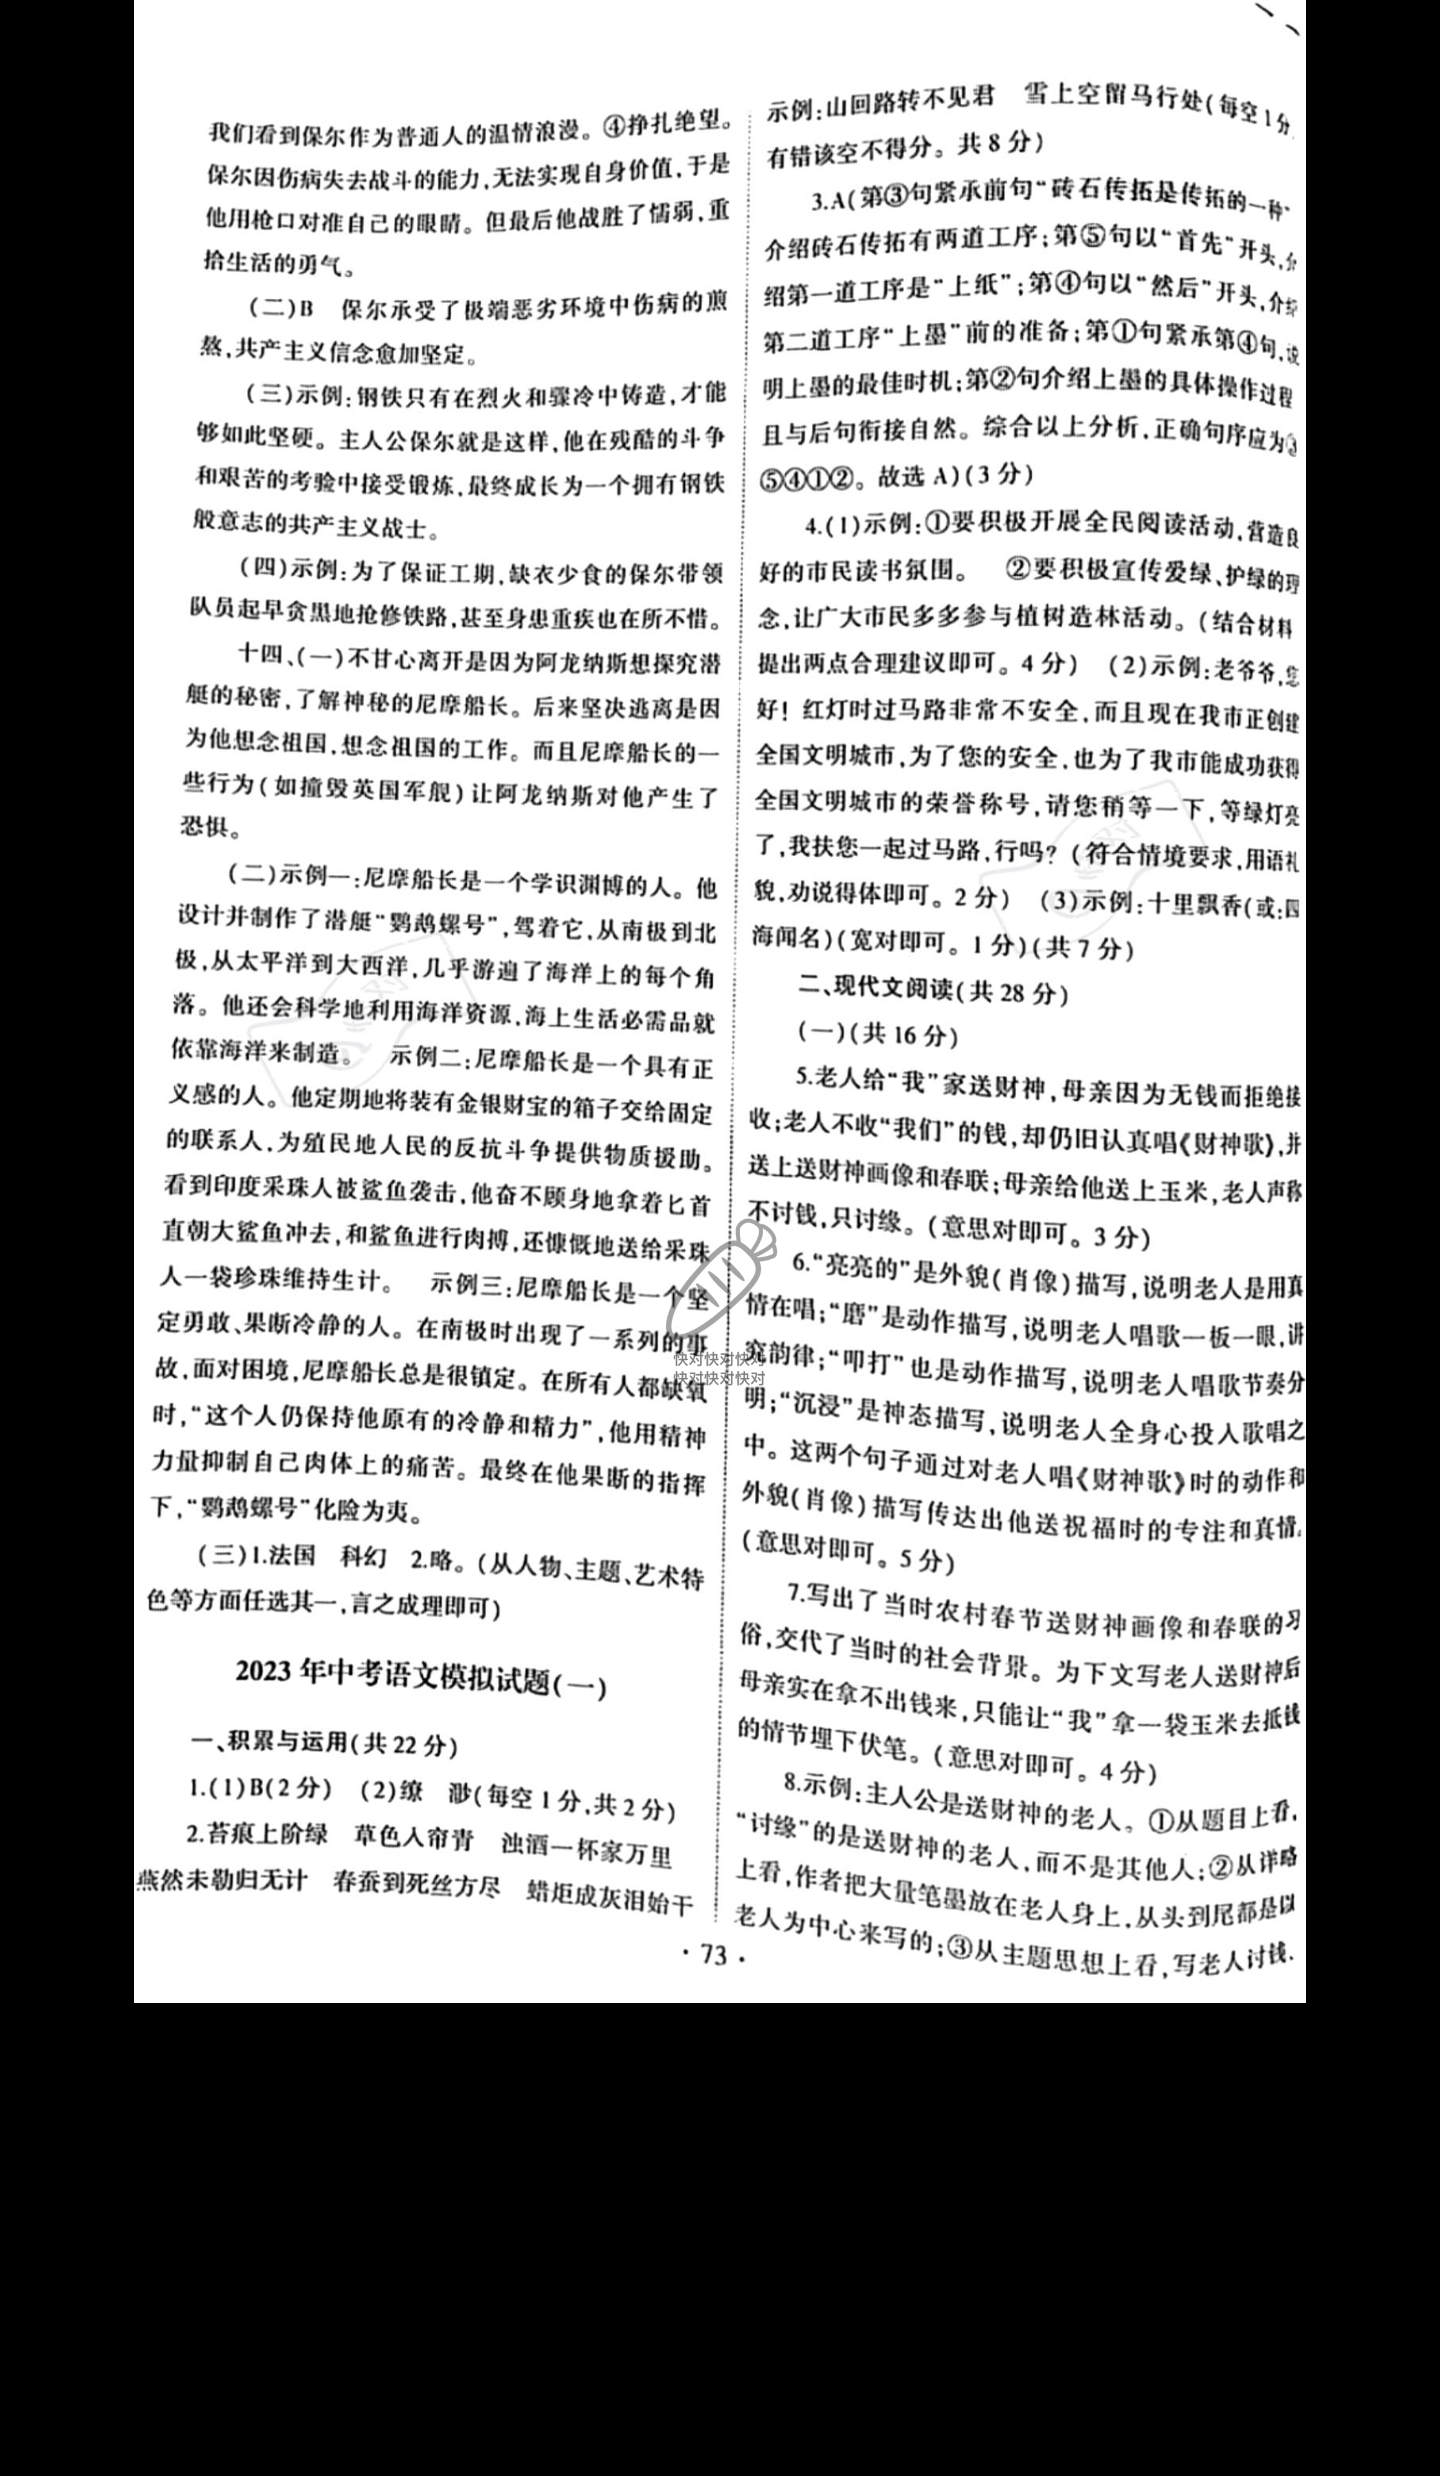 我们看到保尔作为普通人的温情浪漫。④挣扎绝望。
保尔因伤病失去战斗的能力,无法实现自身价值,于是
他用枪口对准自己的眼睛。但最后他战胜了懦弱,重
拾生活的勇气。
(二)B　保尔承受了极端恶劣环境中伤病的煎
熬,共产主义信念愈加坚定。
(三)示例:钢铁只有在烈火和骤冷中铸造,才能
够如此坚硬。主人公保尔就是这样,他在残酷的斗争
和艰苦的考验中接受锻炼,最终成长为一个拥有钢铁
般意志的共产主义战士。
(四)示例:为了保证工期,缺衣少食的保尔带领
队员起早贪黑地抢修铁路,甚至身患重疾也在所不惜。
十四、(一)不甘心离开是因为阿龙纳斯想探究潜
艇的秘密,了解神秘的尼摩船长。后来坚决逃离是因
为他想念祖国,想念祖国的工作。而且尼摩船长的一
些行为(如撞毁英国军舰)让阿龙纳斯对他产生了
恐惧。
(二)示例一:尼摩船长是一个学识渊博的人。他
设计并制作了潜艇“鹦鹉螺号”,驾着它,从南极到北
极,从太平洋到大西洋,几乎游遍了海洋上的每个角
落。他还会科学地利用海洋资源,海上生活必需品就
依靠海洋来制造。　示例二:尼摩船长是一个具有正
义感的人。他定期地将装有金银财宝的箱子交给固定
的联系人,为殖民地人民的反抗斗争提供物质援助。
看到印度采珠人被鲨鱼袭击,他奋不顾身地拿着匕首
直朝大鲨鱼冲去,和鲨鱼进行肉搏,还慷慨地送给采珠
人一袋珍珠维持生计。　示例三:尼摩船长是一个坚
定勇敢、果断冷静的人。在南极时出现了一系列的事
故,面对困境,尼摩船长总是很镇定。在所有人都缺氧
时,“这个人仍保持他原有的冷静和精力”,他用精神
力量抑制自己肉体上的痛苦。最终在他果断的指挥
下,“鹦鹉螺号”化险为夷。
(三)1.法国　科幻　2.略。(从人物、主题、艺术特
色等方面任选其一,言之成理即可)
2023年中考语文模拟试题(一)
一、积累与运用(共22分)
1.(1)B(2分)　(2)缭　渺(每空1分,共2分)
2.苔痕上阶绿　草色入帘青　浊酒一杯家万里
燕然未勒归无计　春蚕到死丝方尽　蜡炬成灰泪始干
示例:山回路转不见君　雪上空留马行处(每空1分,
有错该空不得分。共8分)
3.A(第③句紧承前句“砖石传拓是传拓的一种”
介绍砖石传拓有两道工序;第⑤句以“首先”开头,介
绍第一道工序是“上纸”;第④句以“然后”开头,介绍
第二道工序“上墨”前的准备;第①句紧承第④句,说
明上墨的最佳时机;第②句介绍上墨的具体操作过程
且与后句衔接自然。综合以上分析,正确句序应为③
⑤④①②。故选A)(3分)
4.(1)示例:①要积极开展全民阅读活动,营造良
好的市民读书氛围。　②要积极宣传爱绿、护绿的理
念,让广大市民多多参与植树造林活动。(结合材料
提出两点合理建议即可。4分)　(2)示例:老爷爷,您
好!红灯时过马路非常不安全,而且现在我市正创建
全国文明城市,为了您的安全,也为了我市能成功获得
全国文明城市的荣誉称号,请您稍等一下,等绿灯亮
了,我扶您一起过马路,行吗?(符合情境要求,用语礼
貌,劝说得体即可。2分)　(3)示例:十里飘香(或:四
海闻名)(宽对即可。1分)(共7分)
二、现代文阅读(共28分)
(一)(共16分)
5.老人给“我”家送财神,母亲因为无钱而拒绝接
收;老人不收“我们”的钱,却仍旧认真唱《财神歌》,并
送上送财神画像和春联;母亲给他送上玉米,老人声称
不讨钱,只讨缘。(意思对即可。3分)
6.“亮亮的”是外貌(肖像)描写,说明老人是用真
情在唱;“磨”是动作描写,说明老人唱歌一板一眼,讲
究韵律;“叩打”也是动作描写,说明老人唱歌节奏分
明;“沉浸”是神态描写,说明老人全身心投入歌唱之
中。这两个句子通过对老人唱《财神歌》时的动作和
外貌(肖像)描写传达出他送祝福时的专注和真情。
(意思对即可。5分)
7.写出了当时农村春节送财神画像和春联的习
俗,交代了当时的社会背景。为下文写老人送财神后
母亲实在拿不出钱来,只能让“我”拿一袋玉米去抵钱
的情节埋下伏笔。(意思对即可。4分)
8.示例:主人公是送财神的老人。①从题目上看,
“讨缘”的是送财神的老人,而不是其他人;②从详略
上看,作者把大量笔墨放在老人身上,从头到尾都是以
老人为中心来写的;③从主题思想上看,写老人讨钱、
快对快对快对
快对快对快对
·73·